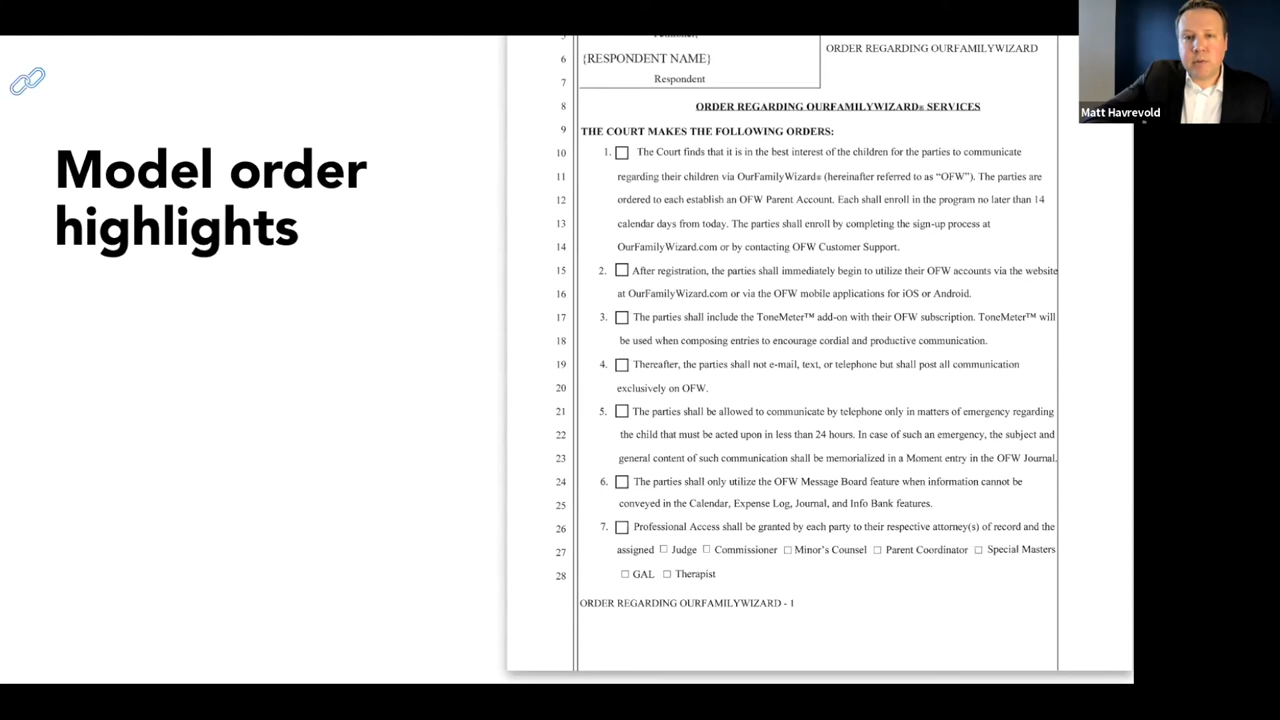 Matt Havrevold
Model order
highlights
5
6 {RESPONDENT NAME} ORDER REGARDING OURFAMILYWIZARD
7 Respondent
8 ORDER REGARDING OURFAMILYWIZARD® SERVICES
9 THE COURT MAKES THE FOLLOWING ORDERS:
10 1. ☐ The Court finds that it is in the best interest of the children for the parties to communicate
11 regarding their children via OurFamilyWizard® (hereinafter referred to as “OFW”). The parties are
12 ordered to each establish an OFW Parent Account. Each shall enroll in the program no later than 14
13 calendar days from today. The parties shall enroll by completing the sign-up process at
14 OurFamilyWizard.com or by contacting OFW Customer Support.
15 2. ☐ After registration, the parties shall immediately begin to utilize their OFW accounts via the website
16 at OurFamilyWizard.com or via the OFW mobile applications for iOS or Android.
17 3. ☐ The parties shall include the ToneMeter™ add-on with their OFW subscription. ToneMeter™ will
18 be used when composing entries to encourage cordial and productive communication.
19 4. ☐ Thereafter, the parties shall not e-mail, text, or telephone but shall post all communication
20 exclusively on OFW.
21 5. ☐ The parties shall be allowed to communicate by telephone only in matters of emergency regarding
22 the child that must be acted upon in less than 24 hours. In case of such an emergency, the subject and
23 general content of such communication shall be memorialized in a Moment entry in the OFW Journal.
24 6. ☐ The parties shall only utilize the OFW Message Board feature when information cannot be
25 conveyed in the Calendar, Expense Log, Journal, and Info Bank features.
26 7. ☐ Professional Access shall be granted by each party to their respective attorney(s) of record and the
27 assigned ☐ Judge ☐ Commissioner ☐ Minor’s Counsel ☐ Parent Coordinator ☐ Special Masters
28 ☐ GAL ☐ Therapist
ORDER REGARDING OURFAMILYWIZARD - 1